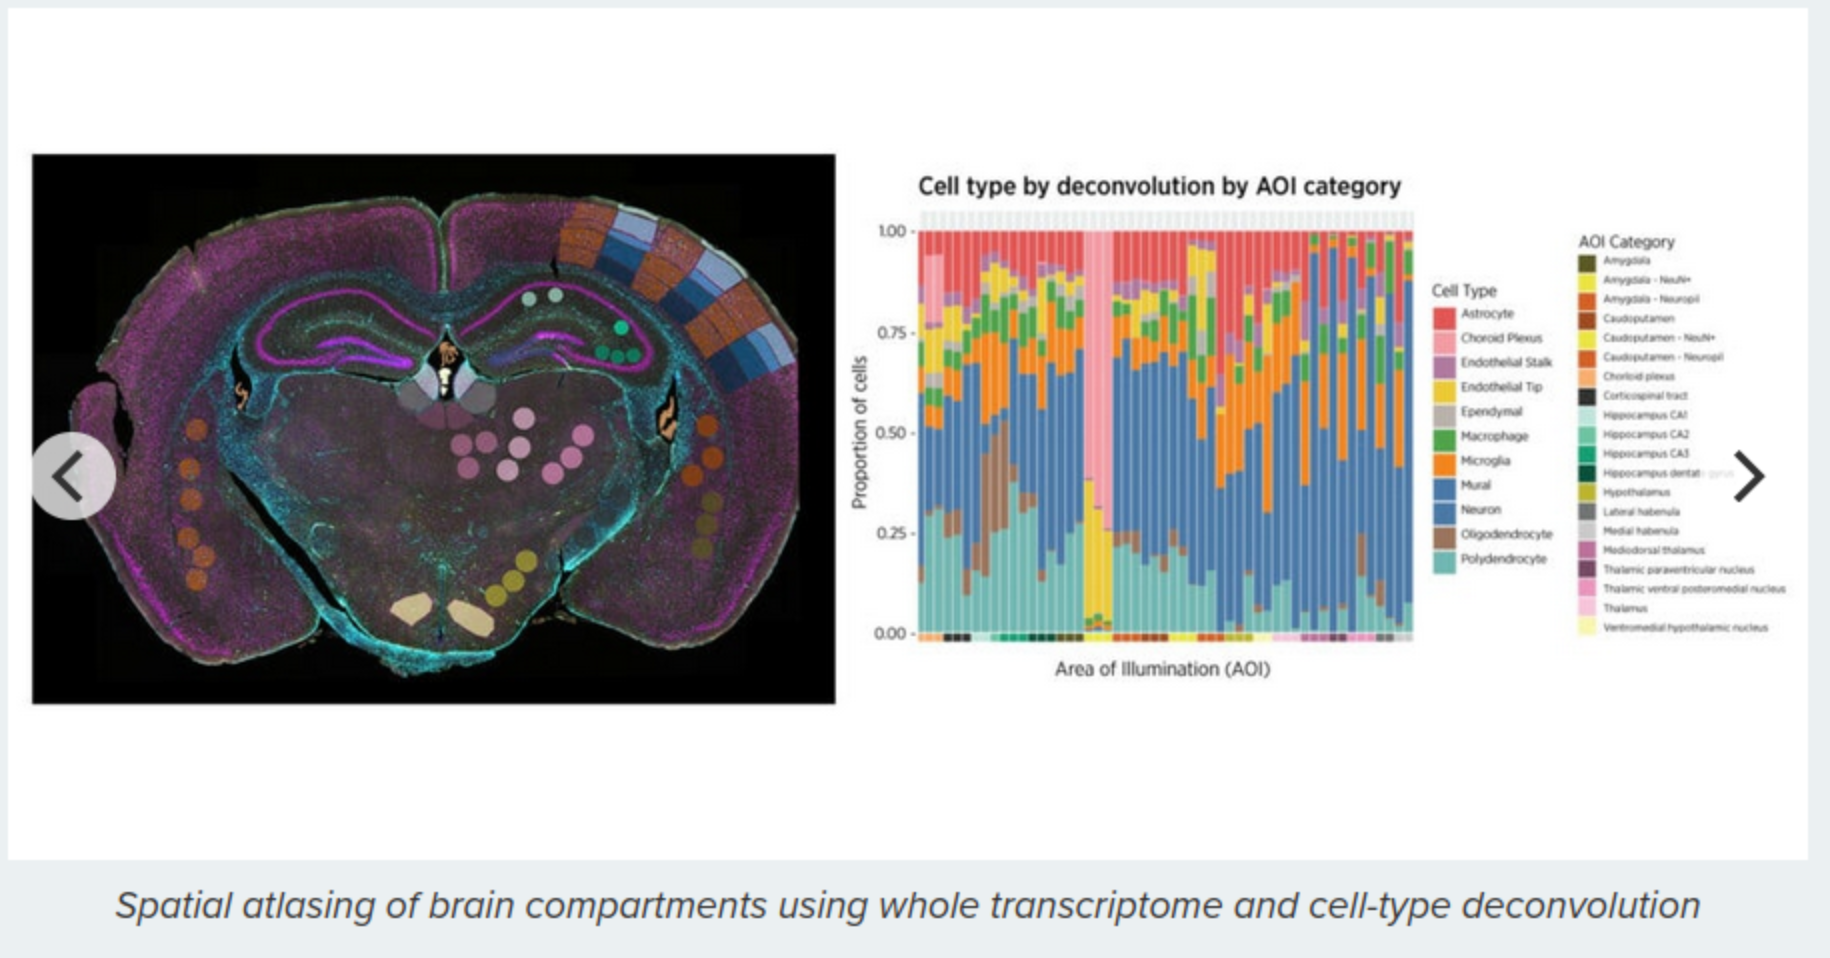 Cell type by deconvolution by AOI category
1.00
0.75
0.50
0.25
0.00
Proportion of cells
Area of Illumination (AOI)
Cell Type
Astrocyte
Choroid Plexus
Endothelial Stalk
Endothelial Tip
Ependymal
Macrophage
Microglia
Mural
Neuron
Oligodendrocyte
Polydendrocyte
AOI Category
Amygdala
Amygdala - NeuN+
Amygdala - Neuropil
Caudoputamen
Caudoputamen - NeuN+
Caudoputamen - Neuropil
Chorloid plexus
Corticospinal tract
Hippocampus CA1
Hippocampus CA2
Hippocampus CA3
Hippocampus dentate gyrus
Hypothalamus
Lateral habenula
Medial habenula
Mediodorsal thalamus
Thalamic paraventricular nucleus
Thalamic ventral posteromedial nucleus
Thalamus
Ventromedial hypothalamic nucleus
Spatial atlasing of brain compartments using whole transcriptome and cell-type deconvolution